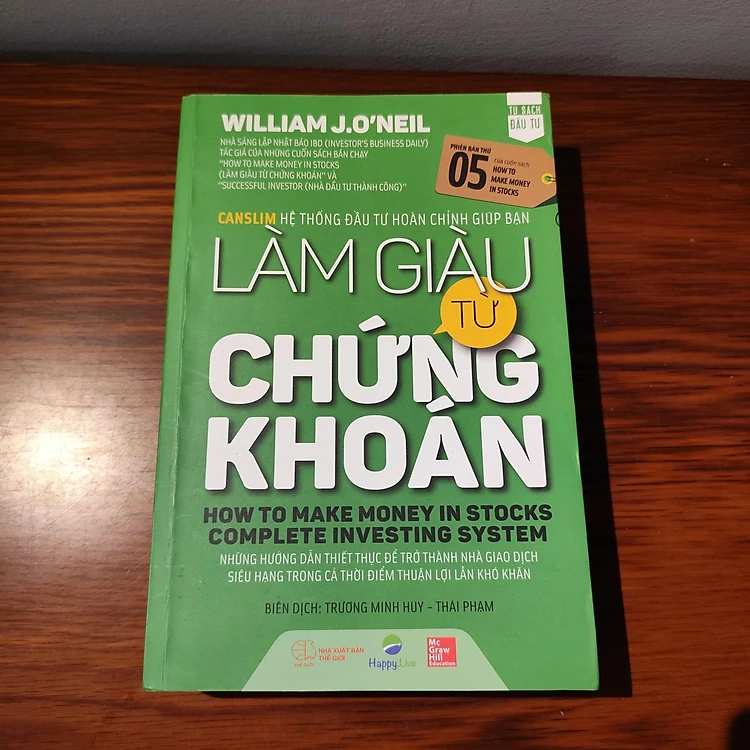 WILLIAM J.O'NEIL
NHÀ SÁNG LẬP NHẬT BÁO IBD (INVESTOR'S BUSINESS DAILY)
TÁC GIẢ CỦA NHỮNG CUỐN SÁCH BÁN CHẠY
"HOW TO MAKE MONEY IN STOCKS
(LÀM GIÀU TỪ CHỨNG KHOÁN)" VÀ
"SUCCESSFUL INVESTOR (NHÀ ĐẦU TƯ THÀNH CÔNG)"
TỦ SÁCH
ĐẦU TƯ
PHIÊN BẢN THỨ
05
của cuốn sách
HOW TO
MAKE MONEY
IN STOCKS
CANSLIM HỆ THỐNG ĐẦU TƯ HOÀN CHỈNH GIÚP BẠN
LÀM GIÀU
TỪ
CHỨNG
KHOÁN
HOW TO MAKE MONEY IN STOCKS
COMPLETE INVESTING SYSTEM
NHỮNG HƯỚNG DẪN THIẾT THỰC ĐỂ TRỞ THÀNH NHÀ GIAO DỊCH
SIÊU HẠNG TRONG CẢ THỜI ĐIỂM THUẬN LỢI LẪN KHÓ KHĂN
BIÊN DỊCH: TRƯƠNG MINH HUY - THÁI PHẠM
THẾ GIỚI
NHÀ XUẤT BẢN
THẾ GIỚI
Happy.Live
Mc
Graw
Hill
Education